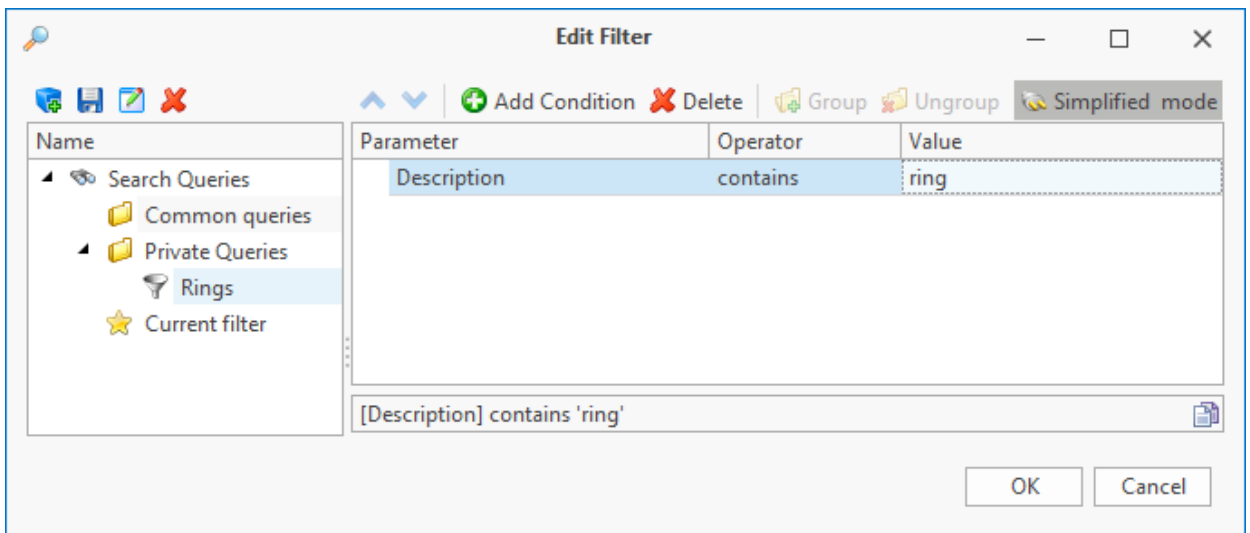 Edit Filter
Add Condition Delete Group Ungroup Simplified mode
Name
Parameter Operator Value
Search Queries
Description contains ring
Common queries
Private Queries
Rings
Current filter
[Description] contains 'ring'
OK Cancel